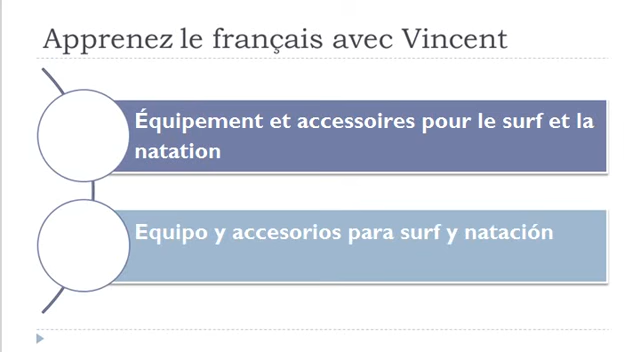 Apprenez le français avec Vincent
Équipement et accessoires pour le surf et la
natation
Equipo y accesorios para surf y natación